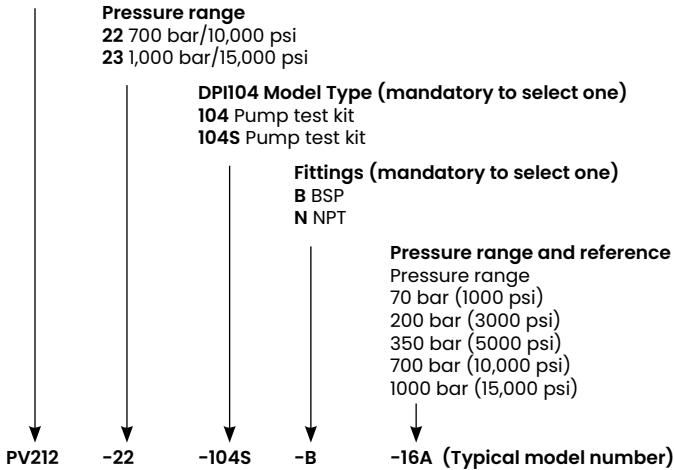 Pressure range
22 700 bar/10,000 psi
23 1,000 bar/15,000 psi
DPI104 Model Type (mandatory to select one)
104 Pump test kit
104S Pump test kit
Fittings (mandatory to select one)
B BSP
N NPT
Pressure range and reference
Pressure range
70 bar (1000 psi)
200 bar (3000 psi)
350 bar (5000 psi)
700 bar (10,000 psi)
1000 bar (15,000 psi)
PV212 -22 -104S -B -16A (Typical model number)